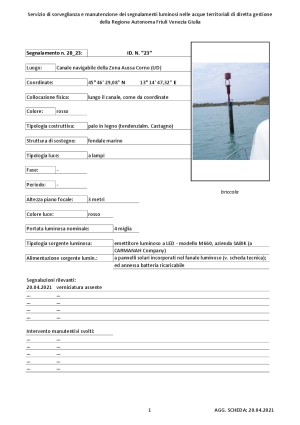 Servizio di sorveglianza e manutenzione dei segnalamenti luminosi nelle acque territoriali di diretta gestione
della Regione Autonoma Friuli Venezia Giulia
Segnalamento n. 28_23: ID. N. "23"
Luogo: Canale navigabile della Zona Aussa Corno (UD)
Coordinate: 45° 46' 29,08" N 13° 14' 47,32" E
Collocazione fisica: lungo il canale, come da coordinate
Colore: rosso
Tipologia costruttiva: palo in legno (tendenzialm. Castagno)
Struttura di sostegno: fondale marino
Tipologia luce: a lampi
Fase: -
Periodo: -
briccole
Altezza piano focale: 3 metri
Colore luce: rosso
Portata luminosa nominale: 4 miglia
Tipologia sorgente luminosa: emettitore luminoso a LED - modello M660, azienda SABIK (a
CARMANAH Company)
Alimentazione sorgente lumin.: a pannelli solari incorporati nel fanale luminoso (v. scheda tecnica);
ed annessa batteria ricaricabile
Segnalazioni rilevanti:
20.04.2021 verniciatura assente
... ...
... ...
... ...
... ...
Intervento manutentivi svolti:
... ...
... ...
... ...
... ...
1 AGG. SCHEDA: 20.04.2021